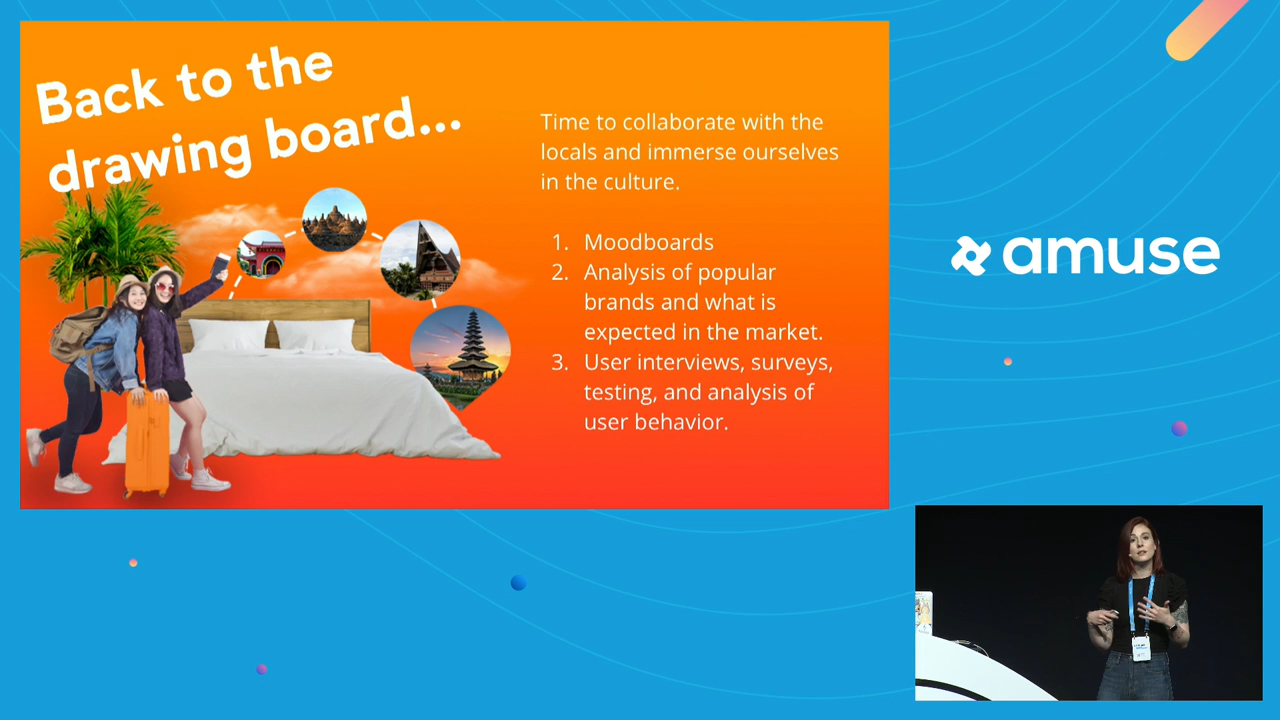 Back to the
drawing board...
Time to collaborate with the
locals and immerse ourselves
in the culture.
1. Moodboards
2. Analysis of popular
brands and what is
expected in the market.
3. User interviews, surveys,
testing, and analysis of
user behavior.
amuse